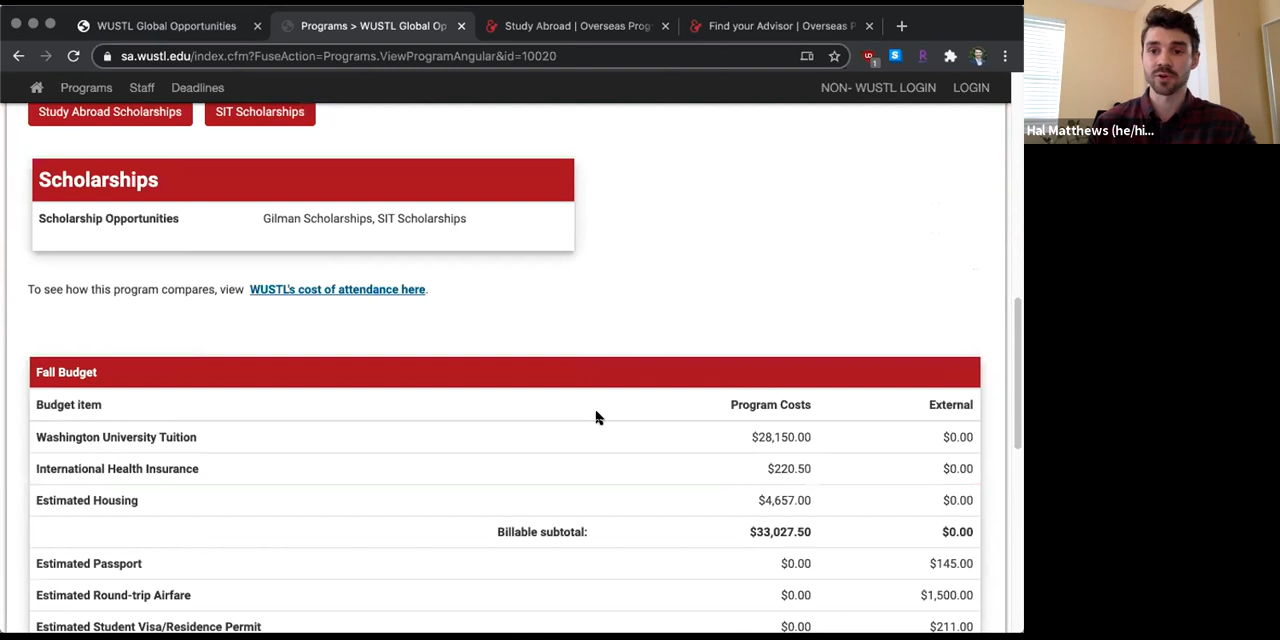 WUSTL Global Opportunities
Programs > WUSTL Global Op
Study Abroad | Overseas Prog
Find your Advisor | Overseas P
sa.wustl.edu/index.cfm?FuseAction=Programs.ViewProgramAngular&id=10020
Programs Staff Deadlines NON- WUSTL LOGIN LOGIN
Study Abroad Scholarships SIT Scholarships
Scholarships
Scholarship Opportunities Gilman Scholarships, SIT Scholarships
To see how this program compares, view WUSTL's cost of attendance here.
Fall Budget
Budget item Program Costs External
Washington University Tuition $28,150.00 $0.00
International Health Insurance $220.50 $0.00
Estimated Housing $4,657.00 $0.00
Billable subtotal: $33,027.50 $0.00
Estimated Passport $0.00 $145.00
Estimated Round-trip Airfare $0.00 $1,500.00
Estimated Student Visa/Residence Permit $0.00 $211.00
Hal Matthews (he/hi...